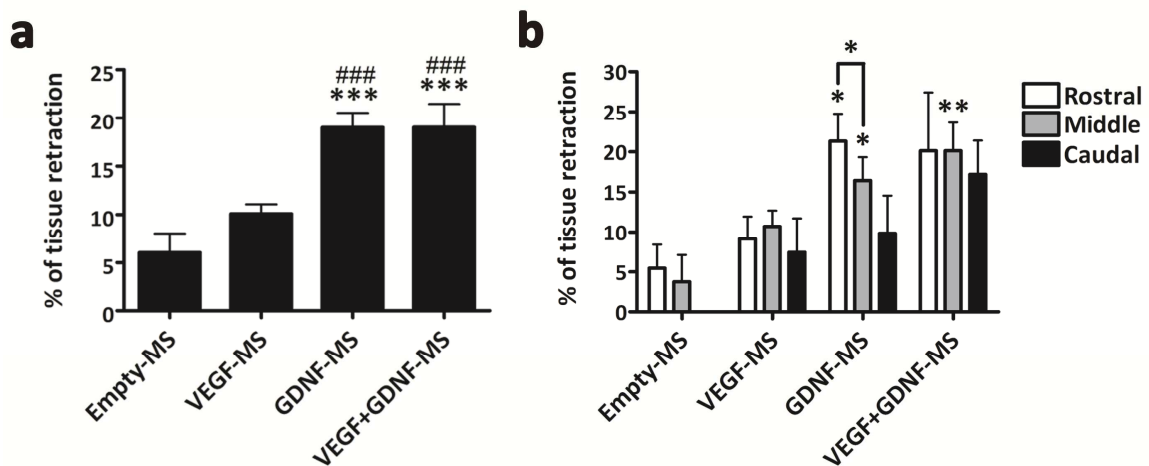 a
% of tissue retraction
25
20
15
10
5
0
###
***
###
***
Empty-MS
VEGF-MS
GDNF-MS
VEGF+GDNF-MS
b
% of tissue retraction
30
25
20
15
10
5
0
*
*
*
**
Empty-MS
VEGF-MS
GDNF-MS
VEGF+GDNF-MS
Rostral
Middle
Caudal